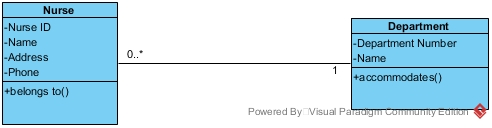 Nurse
-Nurse ID
-Name
-Address
-Phone
+belongs to()
0..*
1
Department
-Department Number
-Name
+accommodates()
Powered By Visual Paradigm Community Edition